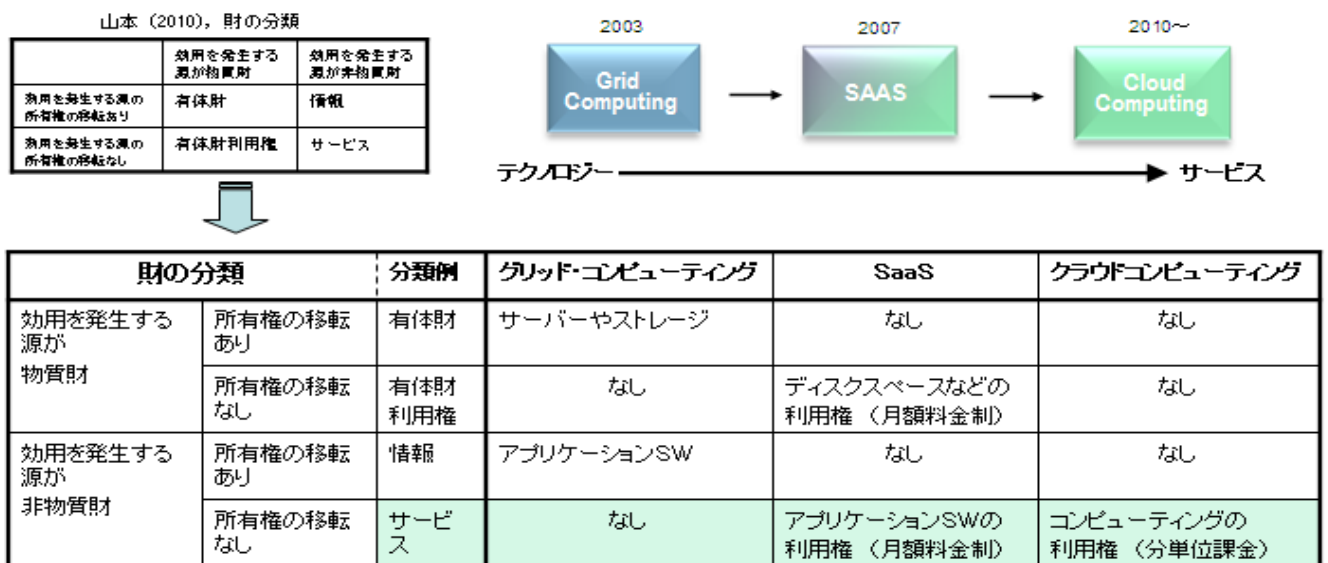 山本（2010），財の分類
効用を発生する
源が物質財
効用を発生する
源が非物質財
効用を発生する源の
所有権の移転あり
有体財
情報
効用を発生する源の
所有権の移転なし
有体財利用権
サービス
2003
2007
2010～
Grid
Computing
SAAS
Cloud
Computing
テクノロジー
サービス
財の分類
分類例
グリッド・コンピューティング
SaaS
クラウドコンピューティング
効用を発生する
源が
物質財
所有権の移転
あり
有体財
サーバーやストレージ
なし
なし
所有権の移転
なし
有体財
利用権
なし
ディスクスペースなどの
利用権（月額料金制）
なし
効用を発生する
源が
非物質財
所有権の移転
あり
情報
アプリケーションSW
なし
なし
所有権の移転
なし
サービ
ス
なし
アプリケーションSWの
利用権（月額料金制）
コンピューティングの
利用権（分単位課金）